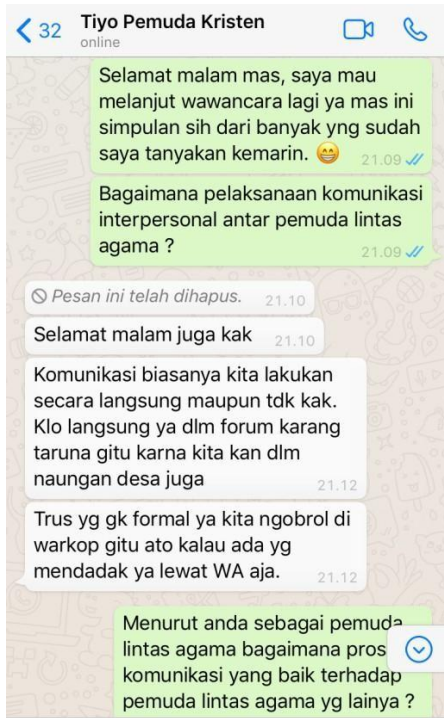 32
Tiyo Pemuda Kristen
online
Selamat malam mas, saya mau
melanjut wawancara lagi ya mas ini
simpulan sih dari banyak yng sudah
saya tanyakan kemarin. 😁 21.09
Bagaimana pelaksanaan komunikasi
interpersonal antar pemuda lintas
agama ? 21.09
Pesan ini telah dihapus. 21.10
Selamat malam juga kak 21.10
Komunikasi biasanya kita lakukan
secara langsung maupun tdk kak.
Klo langsung ya dlm forum karang
taruna gitu karna kita kan dlm
naungan desa juga 21.12
Trus yg gk formal ya kita ngobrol di
warkop gitu ato kalau ada yg
mendadak ya lewat WA aja. 21.12
Menurut anda sebagai pemuda
lintas agama bagaimana pros
komunikasi yang baik terhadap
pemuda lintas agama yg lainya ?